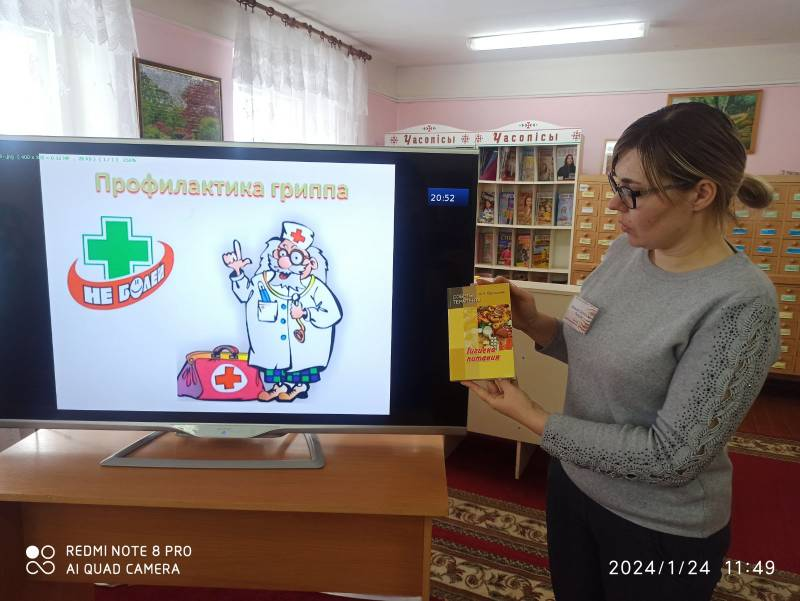 Профилактика гриппа
НЕ БОЛЕЙ
20:52
Часопісы
Часопісы
Гигиена
питания
REDMI NOTE 8 PRO
AI QUAD CAMERA
2024/1/24 11:49